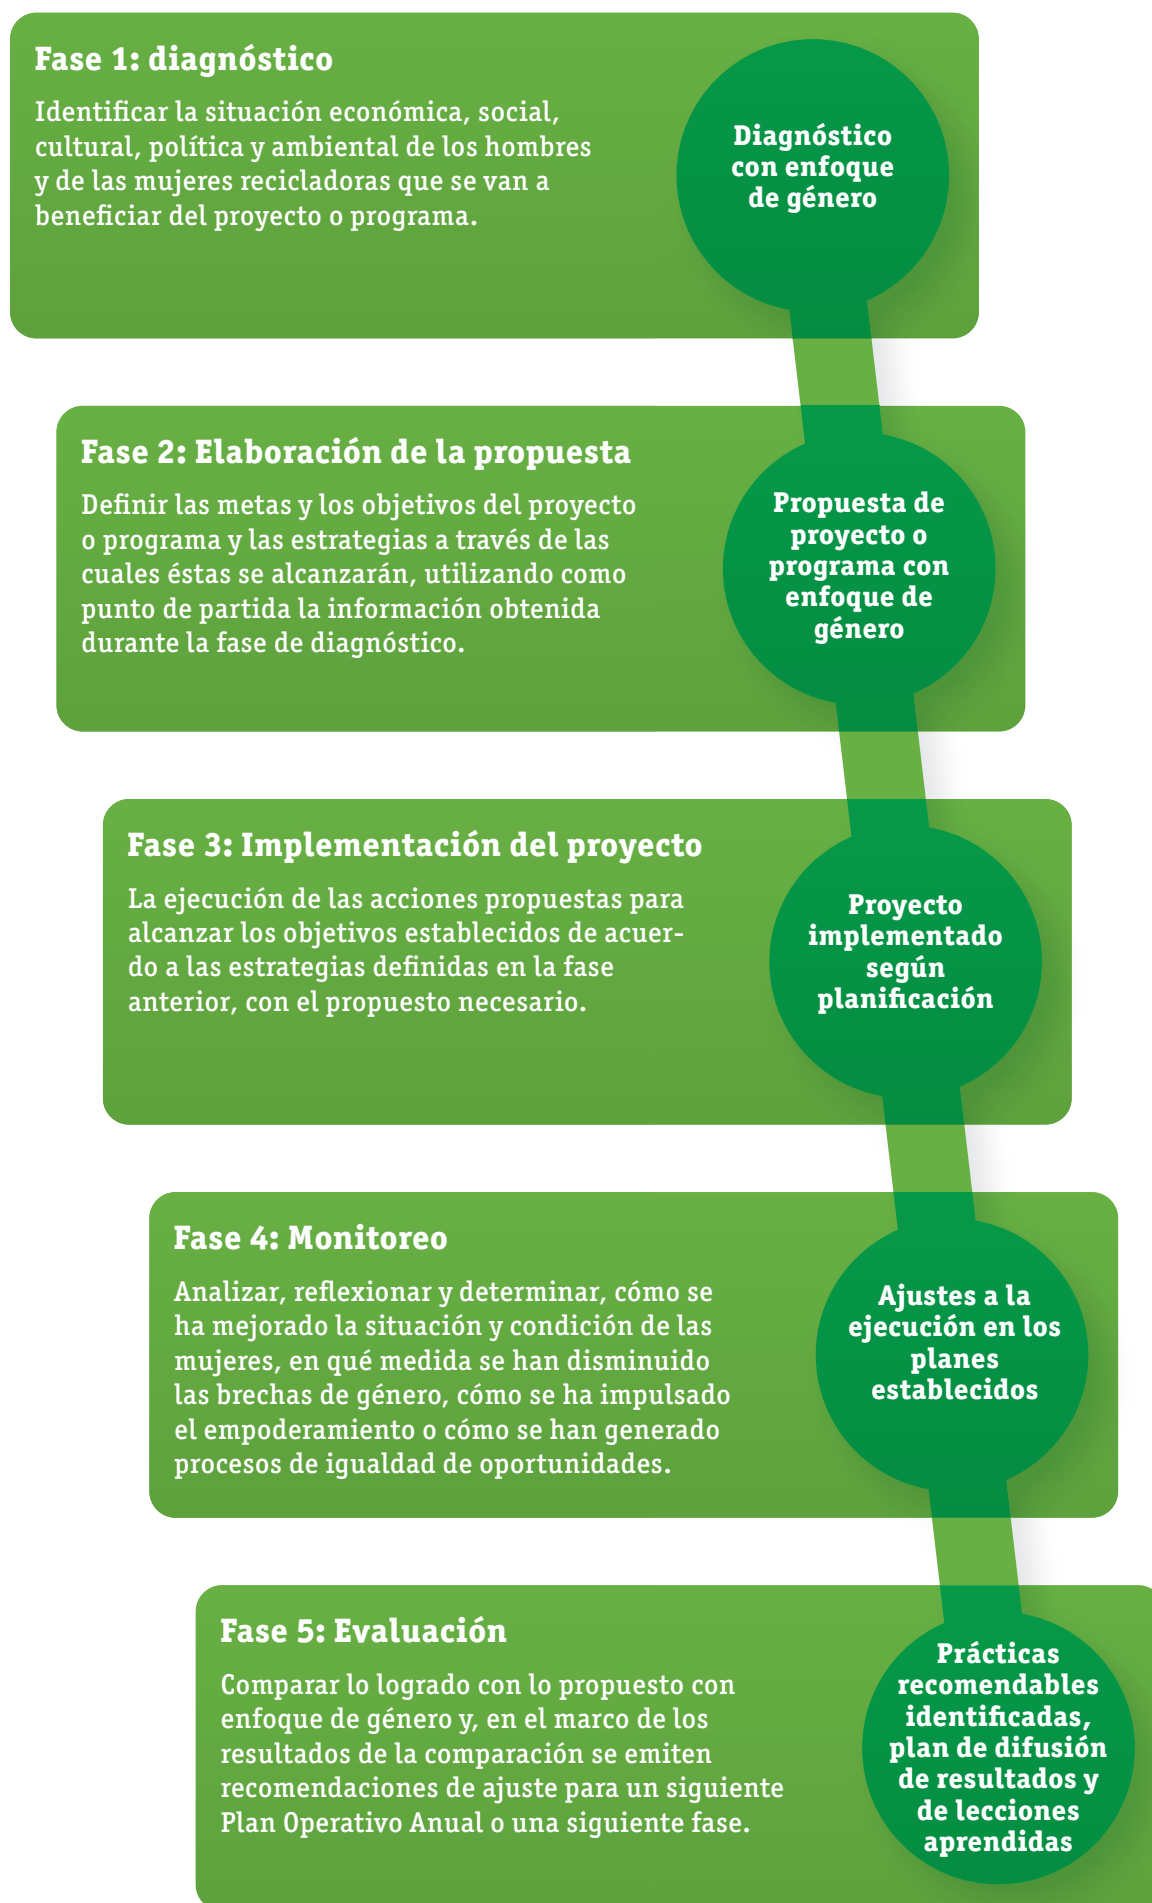 Fase 1: diagnóstico
Identificar la situación económica, social,
cultural, política y ambiental de los hombres
y de las mujeres recicladoras que se van a
beneficiar del proyecto o programa.
Diagnóstico
con enfoque
de género
Fase 2: Elaboración de la propuesta
Definir las metas y los objetivos del proyecto
o programa y las estrategias a través de las
cuales éstas se alcanzarán, utilizando como
punto de partida la información obtenida
durante la fase de diagnóstico.
Propuesta de
proyecto o
programa con
enfoque de
género
Fase 3: Implementación del proyecto
La ejecución de las acciones propuestas para
alcanzar los objetivos establecidos de acuer-
do a las estrategias definidas en la fase
anterior, con el propuesto necesario.
Proyecto
implementado
según
planificación
Fase 4: Monitoreo
Analizar, reflexionar y determinar, cómo se
ha mejorado la situación y condición de las
mujeres, en qué medida se han disminuido
las brechas de género, cómo se ha impulsado
el empoderamiento o cómo se han generado
procesos de igualdad de oportunidades.
Ajustes a la
ejecución en los
planes
establecidos
Fase 5: Evaluación
Comparar lo logrado con lo propuesto con
enfoque de género y, en el marco de los
resultados de la comparación se emiten
recomendaciones de ajuste para un siguiente
Plan Operativo Anual o una siguiente fase.
Prácticas
recomendables
identificadas,
plan de difusión
de resultados y
de lecciones
aprendidas